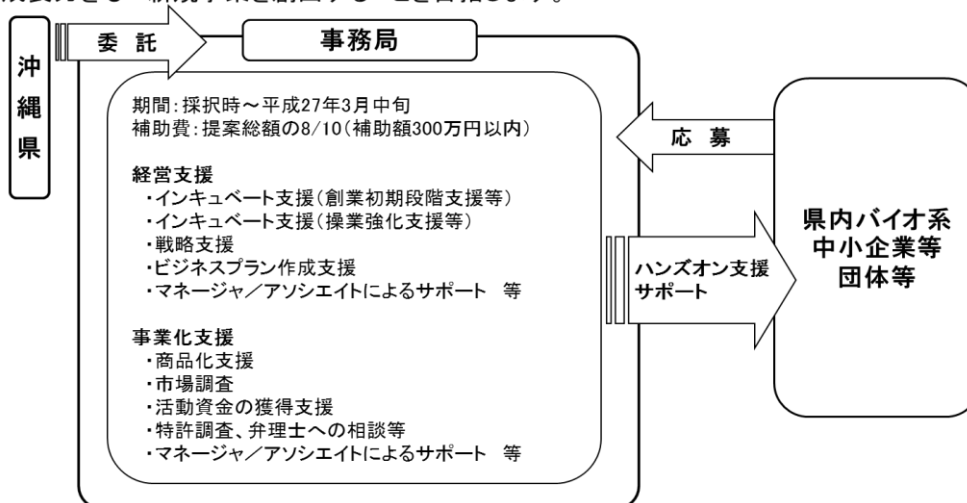 沖縄県
委 託
事務局
期間：採択時～平成27年3月中旬
補助費：提案総額の8/10（補助額300万円以内）
経営支援
・インキュベート支援（創業初期段階支援等）
・インキュベート支援（操業強化支援等）
・戦略支援
・ビジネスプラン作成支援
・マネージャ／アソシエイトによるサポート 等
事業化支援
・商品化支援
・市場調査
・活動資金の獲得支援
・特許調査、弁理士への相談等
・マネージャ／アソシエイトによるサポート 等
応 募
ハンズオン支援
サポート
県内バイオ系
中小企業等
団体等